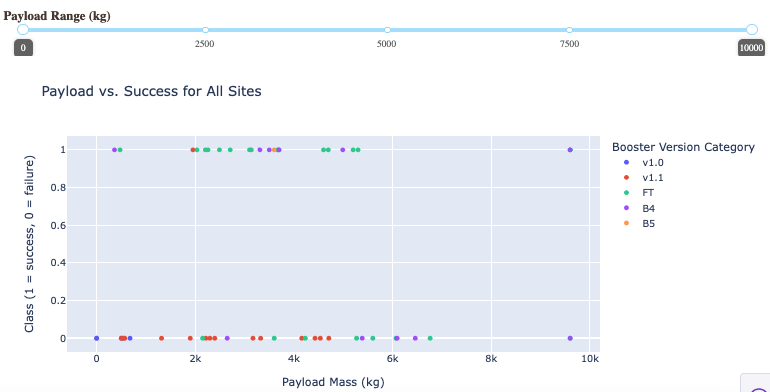 Payload Range (kg)
0 2500 5000 7500 10000
Payload vs. Success for All Sites
Class (1 = success, 0 = failure)
1
0.8
0.6
0.4
0.2
0
0 2k 4k 6k 8k 10k
Payload Mass (kg)
Booster Version Category
v1.0
v1.1
FT
B4
B5